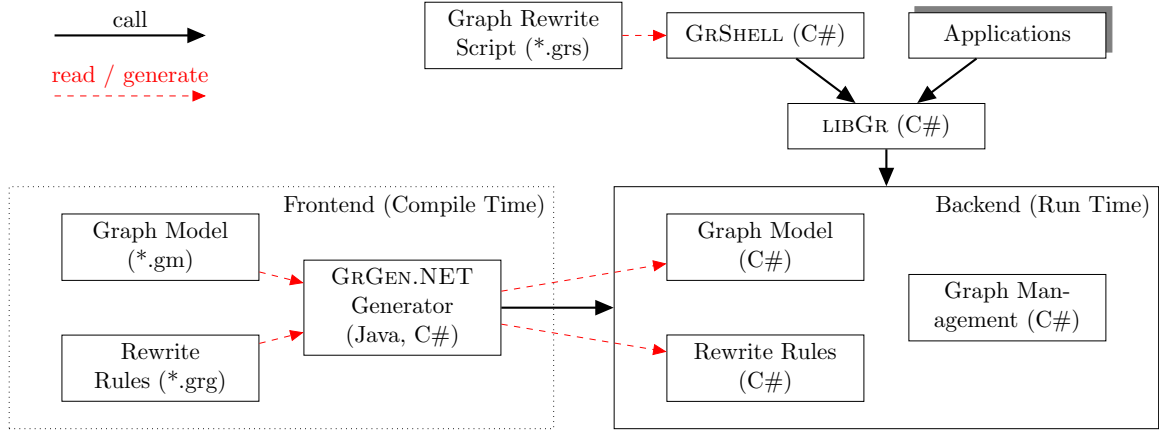 call
read / generate
Graph Rewrite
Script (*.grs)
GRSHELL (C#)
Applications
LIBGR (C#)
Frontend (Compile Time)
Graph Model
(*.gm)
Rewrite
Rules (*.grg)
GRGEN.NET
Generator
(Java, C#)
Backend (Run Time)
Graph Model
(C#)
Graph Man-
agement (C#)
Rewrite Rules
(C#)